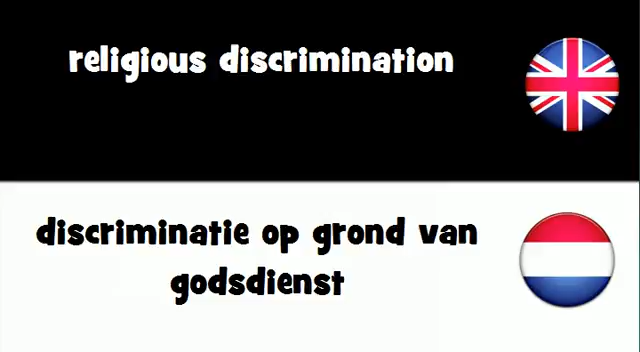 religious discrimination
discriminatie op grond van
godsdienst